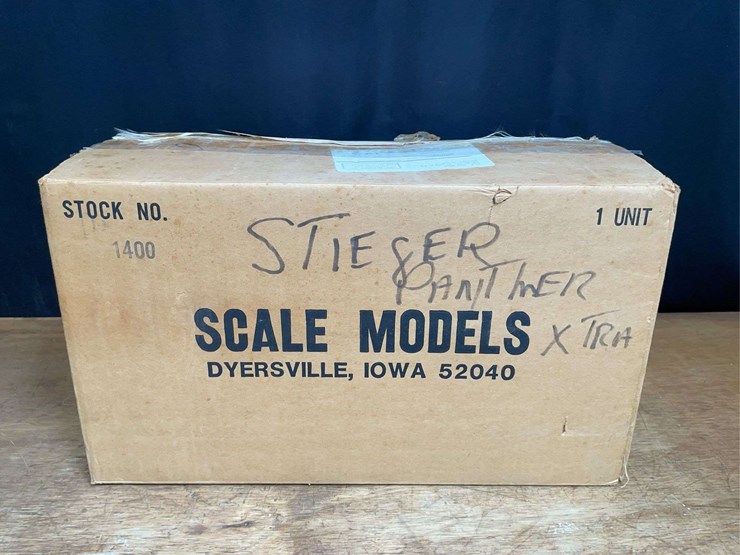 STOCK NO.
1 UNIT
1400
STIEGER
PANTHER
X TRA
SCALE MODELS
DYERSVILLE, IOWA 52040